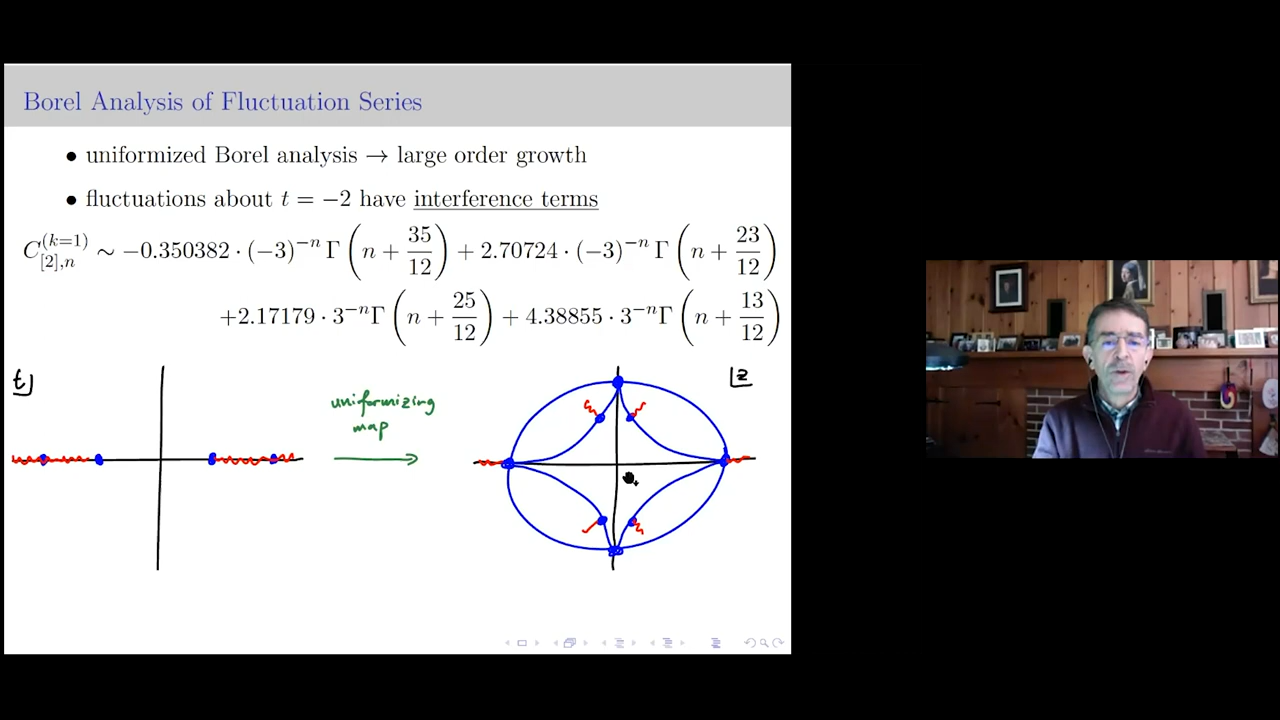 Borel Analysis of Fluctuation Series
• uniformized Borel analysis → large order growth
• fluctuations about t = −2 have interference terms
C_{[2],n}^{(k=1)} ∼ −0.350382 · (−3)^{−n} Γ(n + 35/12) + 2.70724 · (−3)^{−n} Γ(n + 23/12)
+2.17179 · 3^{−n}Γ(n + 25/12) + 4.38855 · 3^{−n}Γ(n + 13/12)
t
uniformizing
map
z